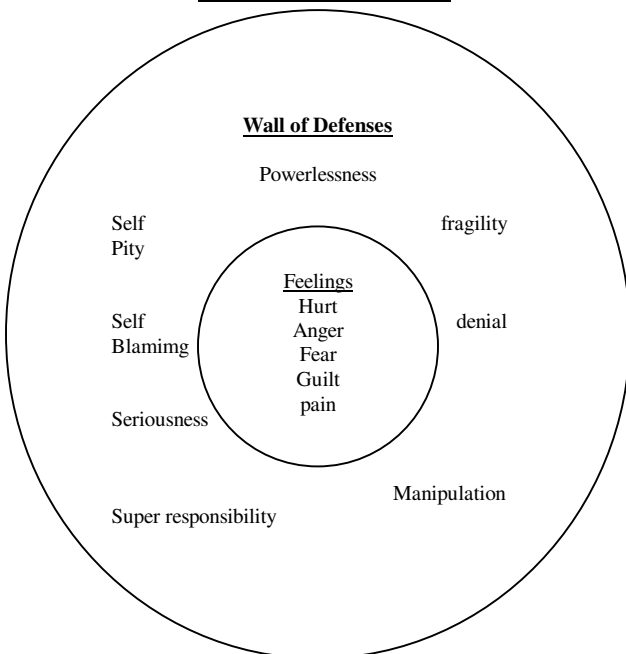 Wall of Defenses
Powerlessness
Self
Pity
fragility
Feelings
Hurt
Anger
Fear
Guilt
pain
Self
Blamimg
denial
Seriousness
Manipulation
Super responsibility